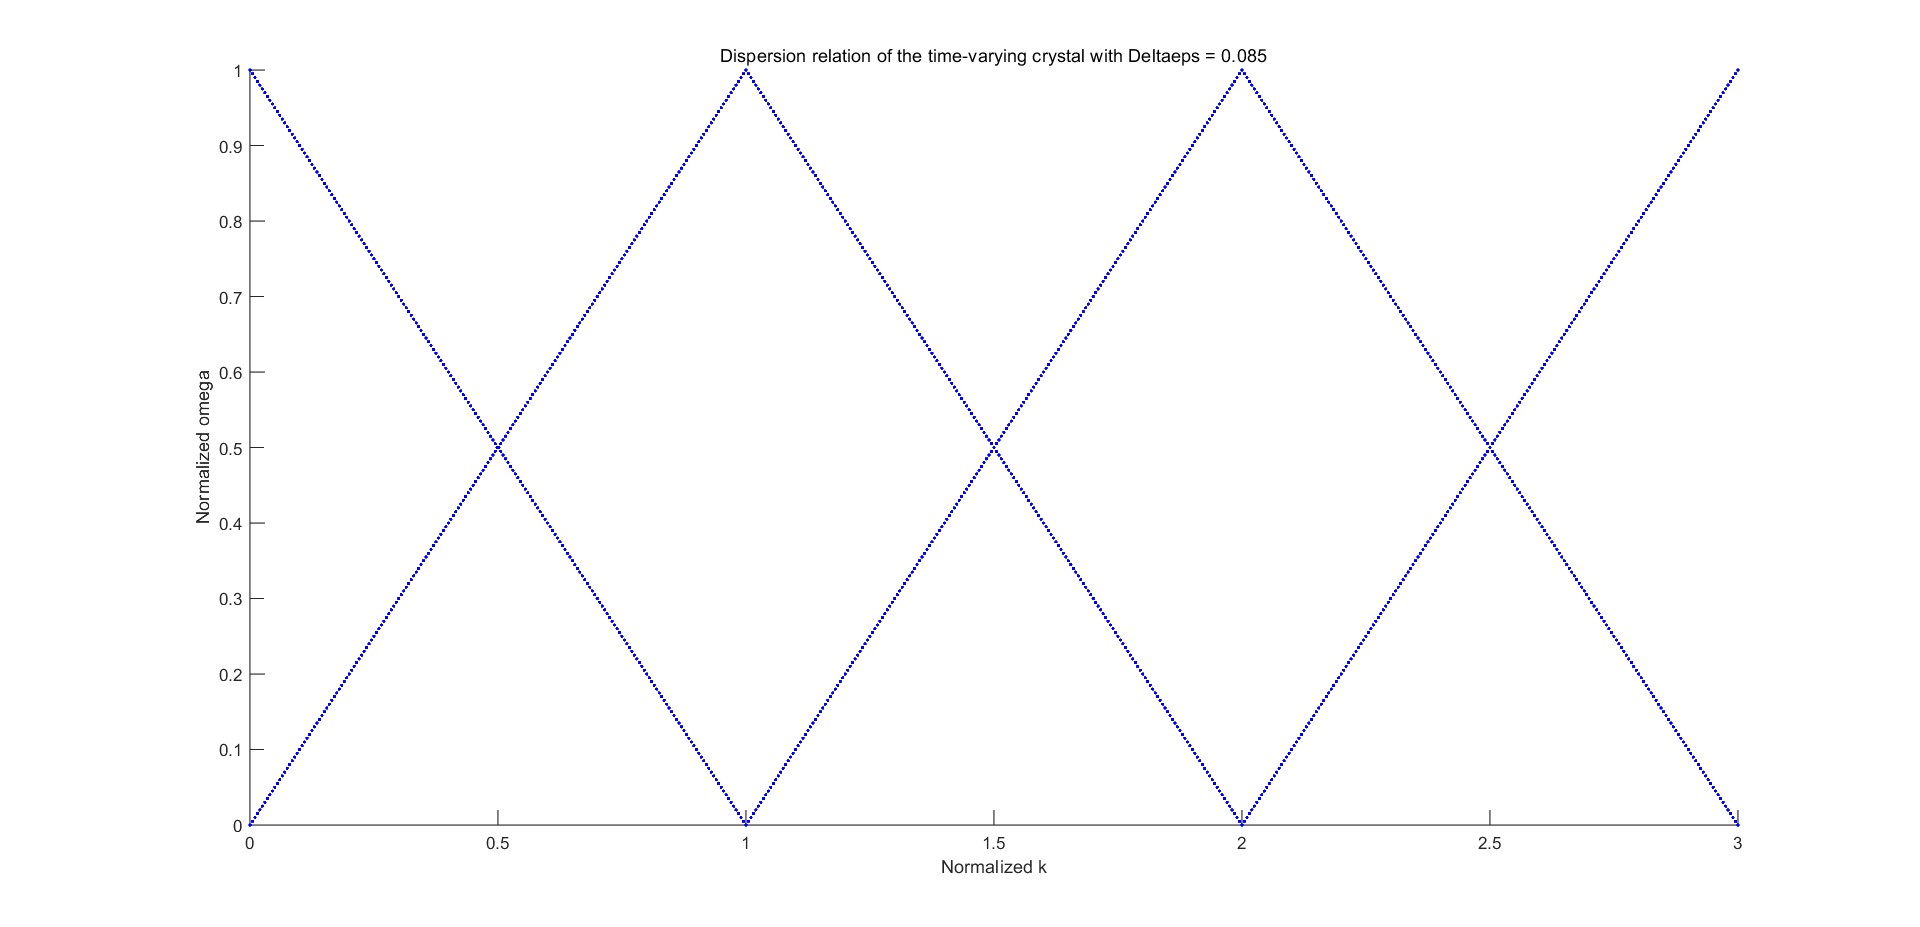 Dispersion relation of the time-varying crystal with Deltaeps = 0.085
1
0.9
0.8
0.7
0.6
0.5
0.4
0.3
0.2
0.1
0
Normalized omega
0 0.5 1 1.5 2 2.5 3
Normalized k